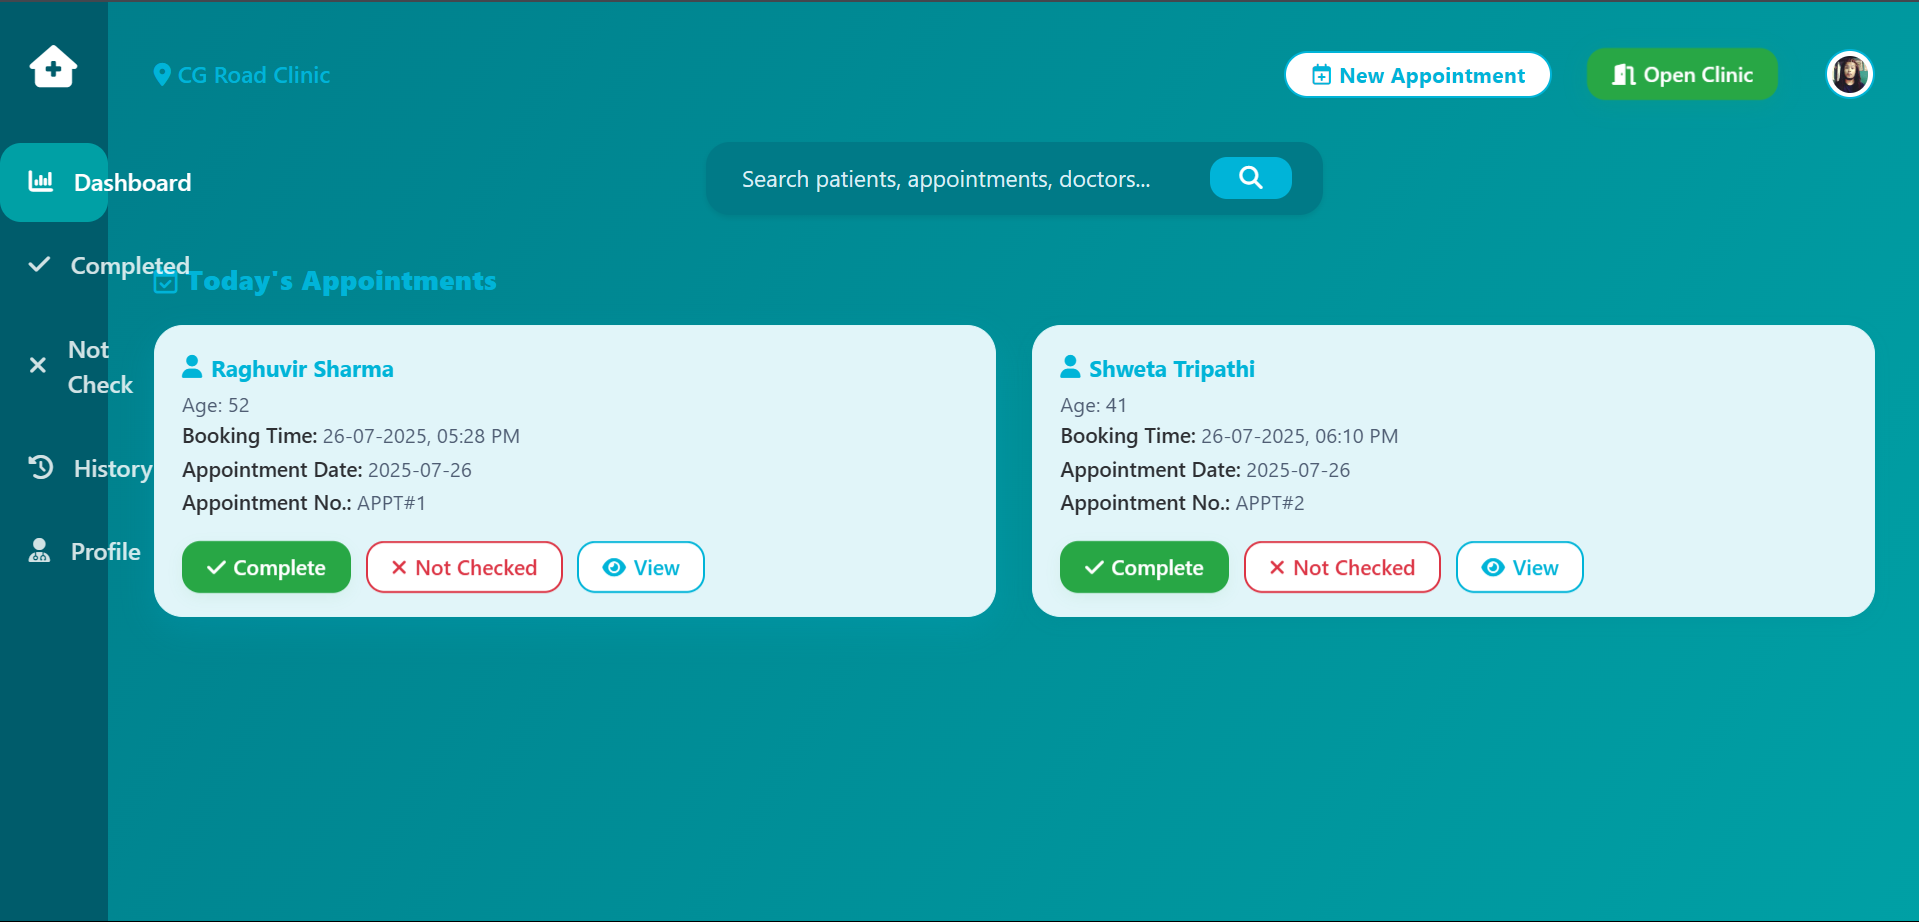 CG Road Clinic
New Appointment
Open Clinic
Dashboard
Search patients, appointments, doctors...
Completed
Today's Appointments
Not
Check
History
Profile
Raghuvir Sharma
Age: 52
Booking Time: 26-07-2025, 05:28 PM
Appointment Date: 2025-07-26
Appointment No.: APPT#1
Complete
Not Checked
View
Shweta Tripathi
Age: 41
Booking Time: 26-07-2025, 06:10 PM
Appointment Date: 2025-07-26
Appointment No.: APPT#2
Complete
Not Checked
View